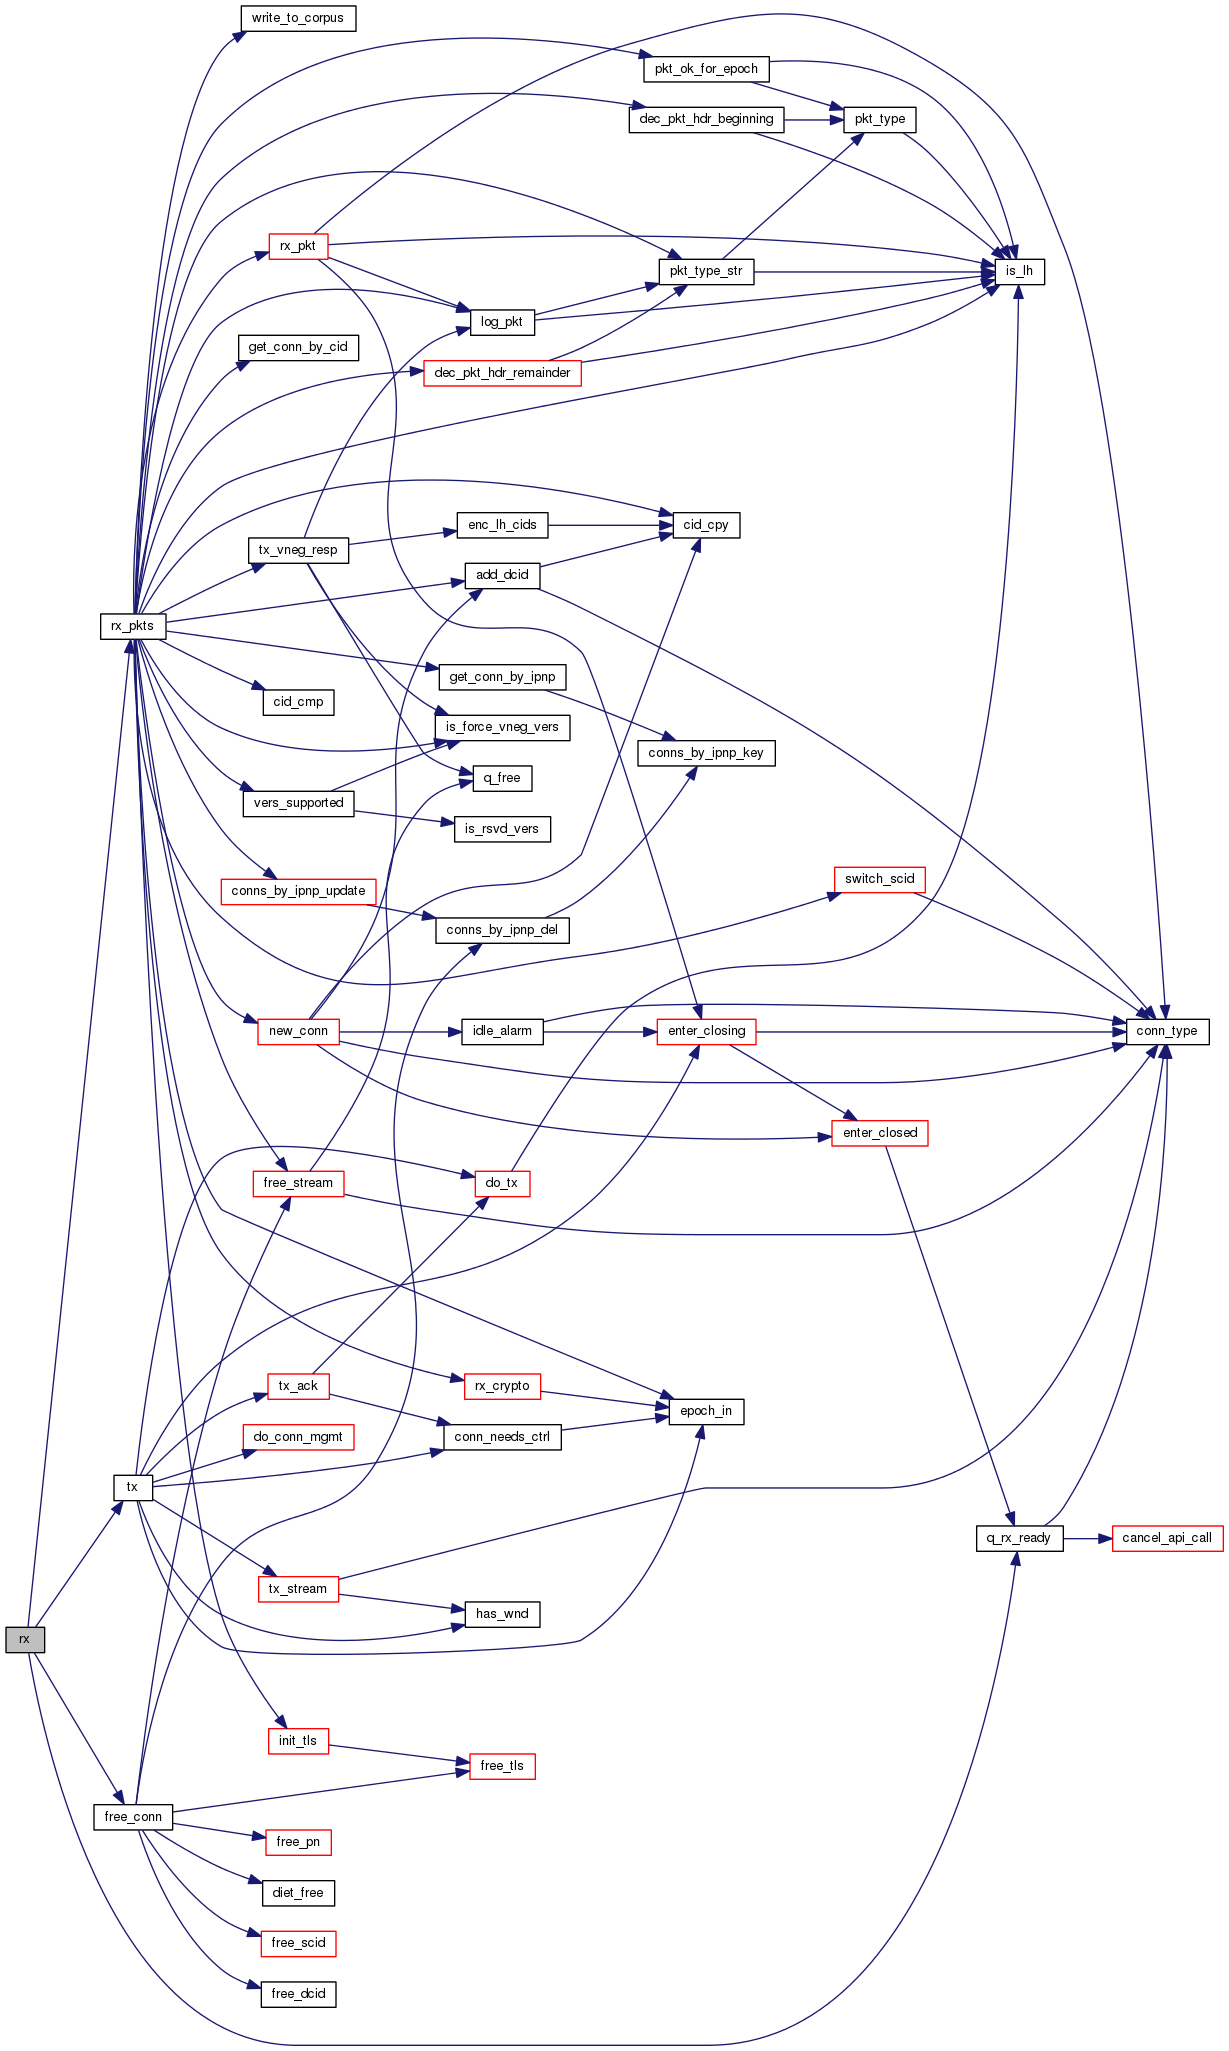 write_to_corpus
pkt_ok_for_epoch
dec_pkt_hdr_beginning
pkt_type
rx_pkt
pkt_type_str
is_lh
log_pkt
get_conn_by_cid
dec_pkt_hdr_remainder
cid_cpy
enc_lh_cids
tx_vneg_resp
add_dcid
rx_pkts
get_conn_by_ipnp
cid_cmp
is_force_vneg_vers
conns_by_ipnp_key
q_free
vers_supported
is_rsvd_vers
switch_scid
conns_by_ipnp_update
conns_by_ipnp_del
new_conn
idle_alarm
enter_closing
conn_type
enter_closed
free_stream
do_tx
tx_ack
rx_crypto
epoch_in
do_conn_mgmt
conn_needs_ctrl
tx
q_rx_ready
cancel_api_call
tx_stream
has_wnd
rx
init_tls
free_tls
free_conn
free_pn
diet_free
free_scid
free_dcid